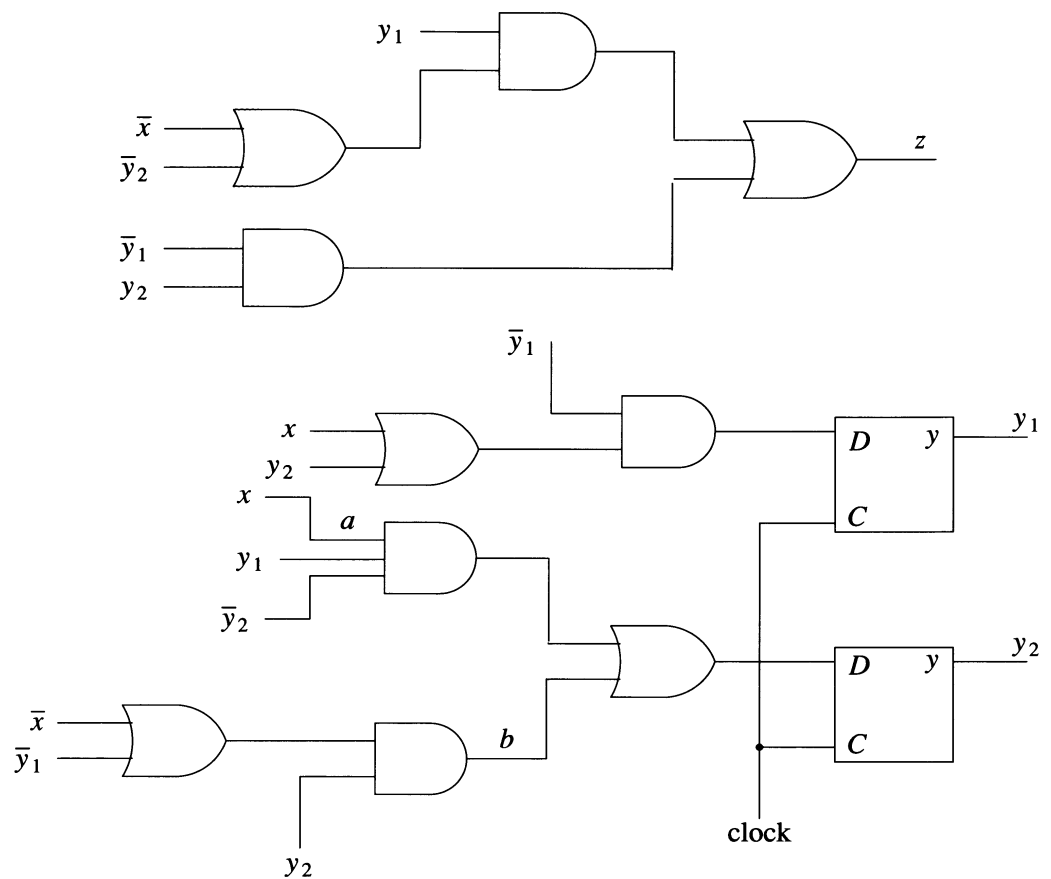 y₁
x̄
ȳ₂
z
ȳ₁
y₂
ȳ₁
x
y₂
D y
y₁
C
x
a
y₁
ȳ₂
D y
y₂
C
x̄
ȳ₁
b
y₂
clock